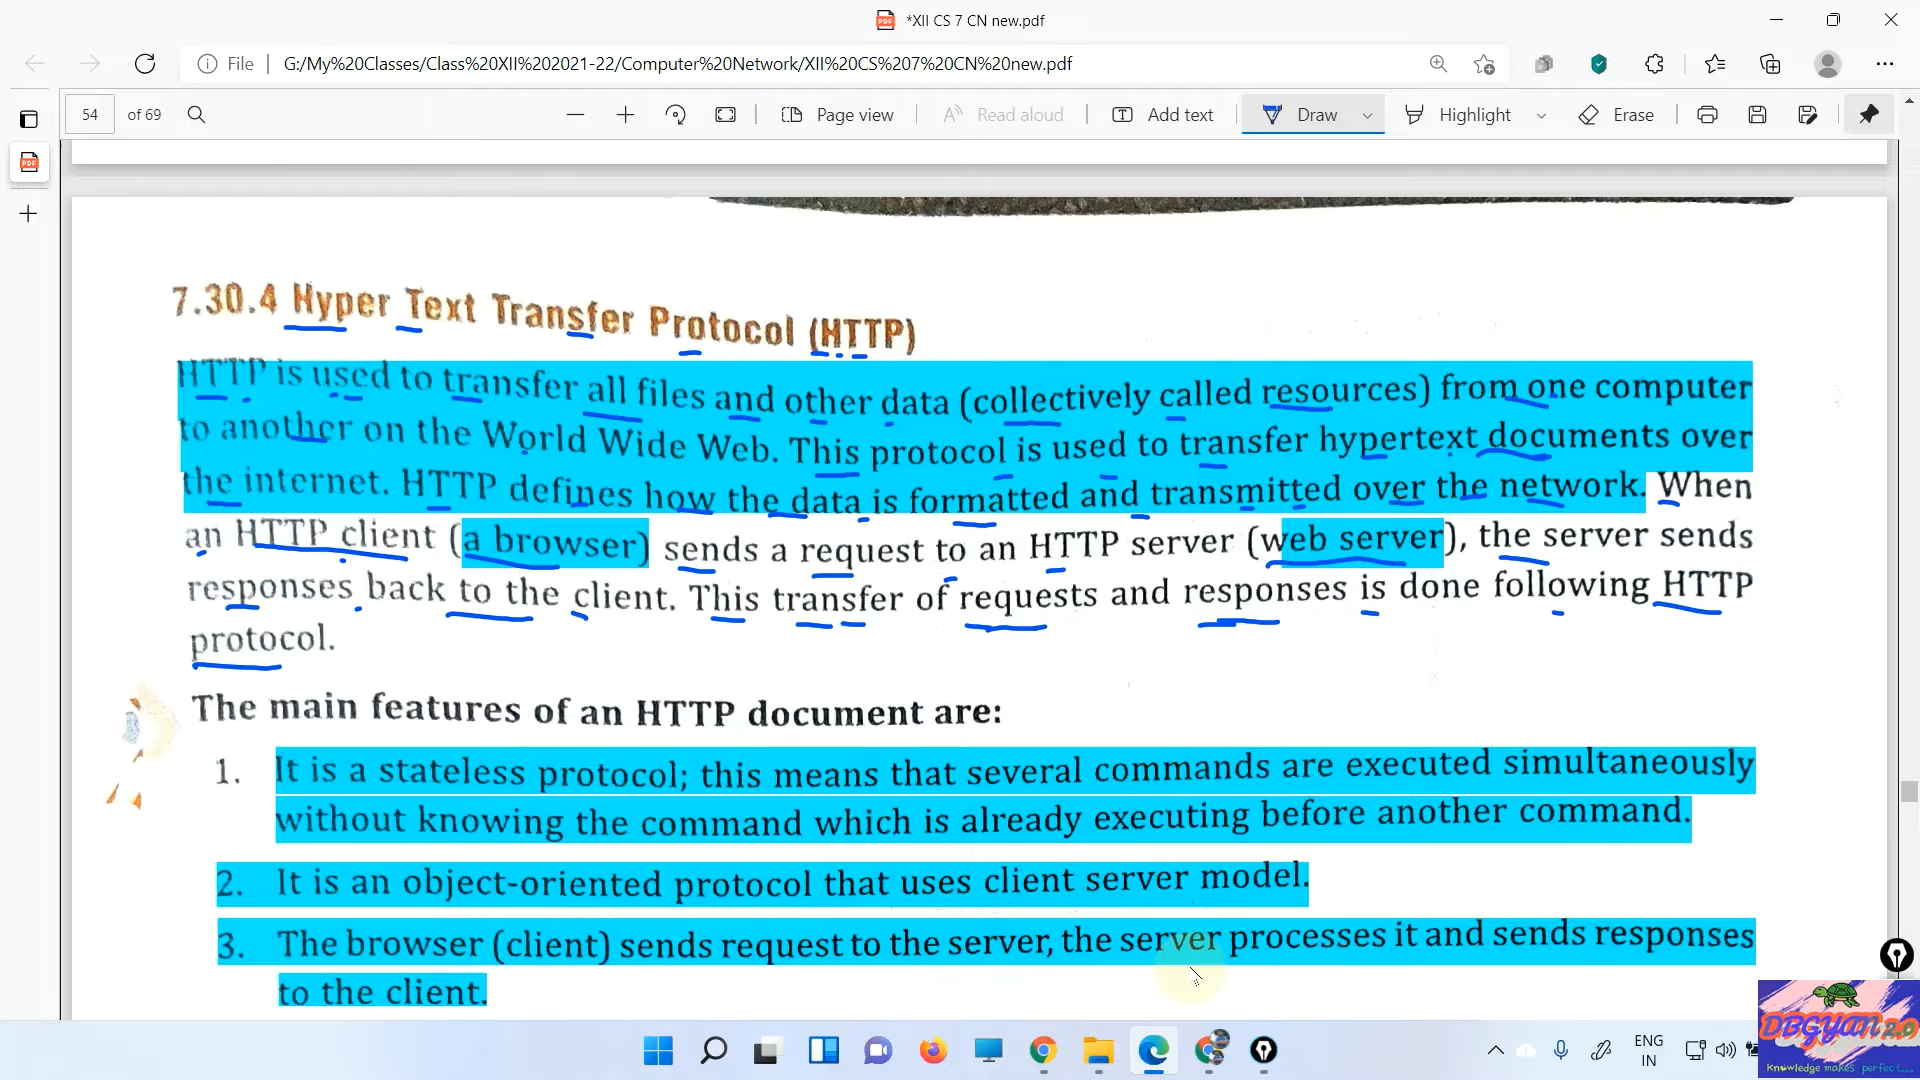 *XII CS 7 CN new.pdf
File
G:/My%20Classes/Class%20XII%202021-22/Computer%20Network/XII%20CS%207%20CN%20new.pdf
54 of 69
Page view
Read aloud
Add text
Draw
Highlight
Erase
7.30.4 Hyper Text Transfer Protocol (HTTP)
HTTP is used to transfer all files and other data (collectively called resources) from one computer
to another on the World Wide Web. This protocol is used to transfer hypertext documents over
the internet. HTTP defines how the data is formatted and transmitted over the network. When
an HTTP client (a browser) sends a request to an HTTP server (web server), the server sends
responses back to the client. This transfer of requests and responses is done following HTTP
protocol.
The main features of an HTTP document are:
1. It is a stateless protocol; this means that several commands are executed simultaneously
without knowing the command which is already executing before another command.
2. It is an object-oriented protocol that uses client server model.
3. The browser (client) sends request to the server, the server processes it and sends responses
to the client.
ENG
IN
DBGyan 2.0
Knowledge makes perfect....